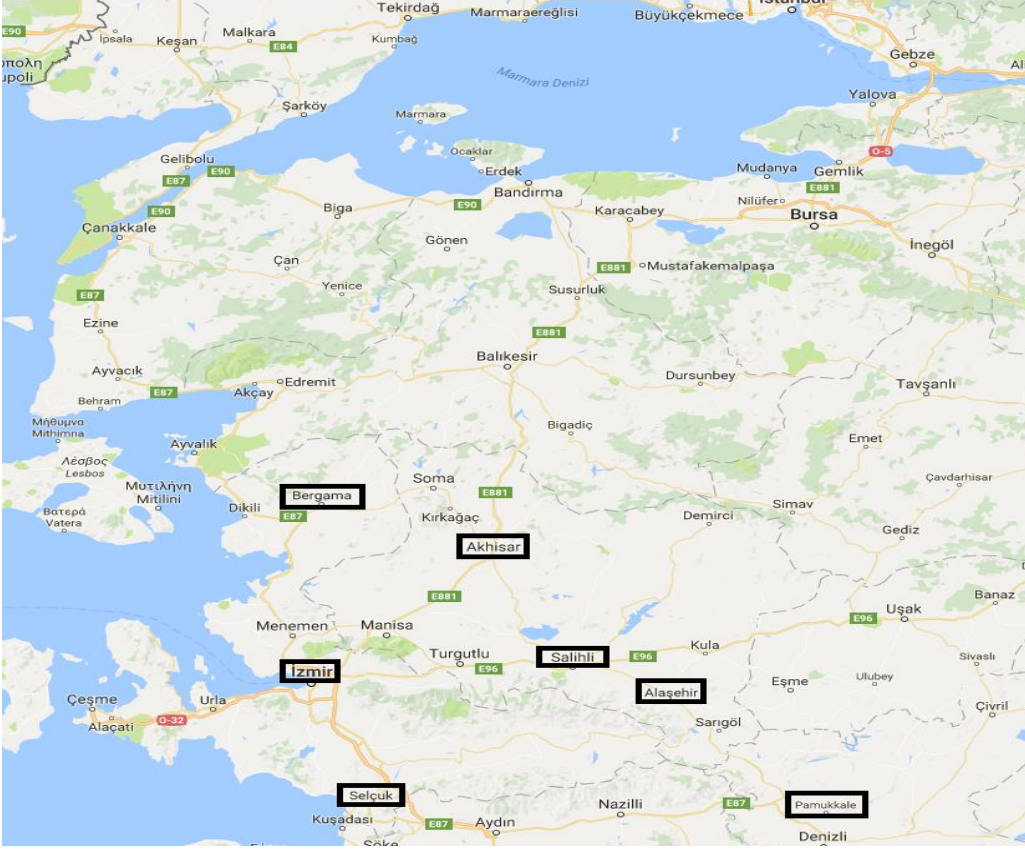 Tekirdağ
Marmaraereğlisi
Büyükçekmece
E90
İpsala
Keşan
Malkara
E84
Kumbağ
Gebze
Şarköy
Marmara Denizi
Yalova
Marmara
Ocaklar
Erdek
O-5
Gelibolu
E87
E90
Bandırma
Mudanya
Gemlik
E881
Nilüfer
Bursa
Biga
E90
Karacabey
E90
Çanakkale
Gönen
İnegöl
Çan
E881
Mustafakemalpaşa
Yenice
Susurluk
E87
Ezine
E881
Balıkesir
Ayvacık
Dursunbey
Edremit
Tavşanlı
E87
Akçay
Behram
Μήθυμνα
Mithimna
Bigadiç
Emet
Ayvalık
Λέσβος
Lesbos
Μυτιλήνη
Mitilini
Soma
Çavdarhisar
Bergama
E881
Βατερά
Vatera
Dikili
E87
Kırkağaç
Demirci
Simav
Gediz
Akhisar
E881
Banaz
Uşak
E96
Menemen
Manisa
Kula
Turgutlu
Salihli
E96
E96
Sivaslı
İzmir
Alaşehir
Eşme
Ulubey
Çeşme
Urla
Alaçati
O-32
Sarıgöl
Çivril
Selçuk
Nazilli
E87
Pamukkale
Kuşadası
E87
Aydın
Denizli